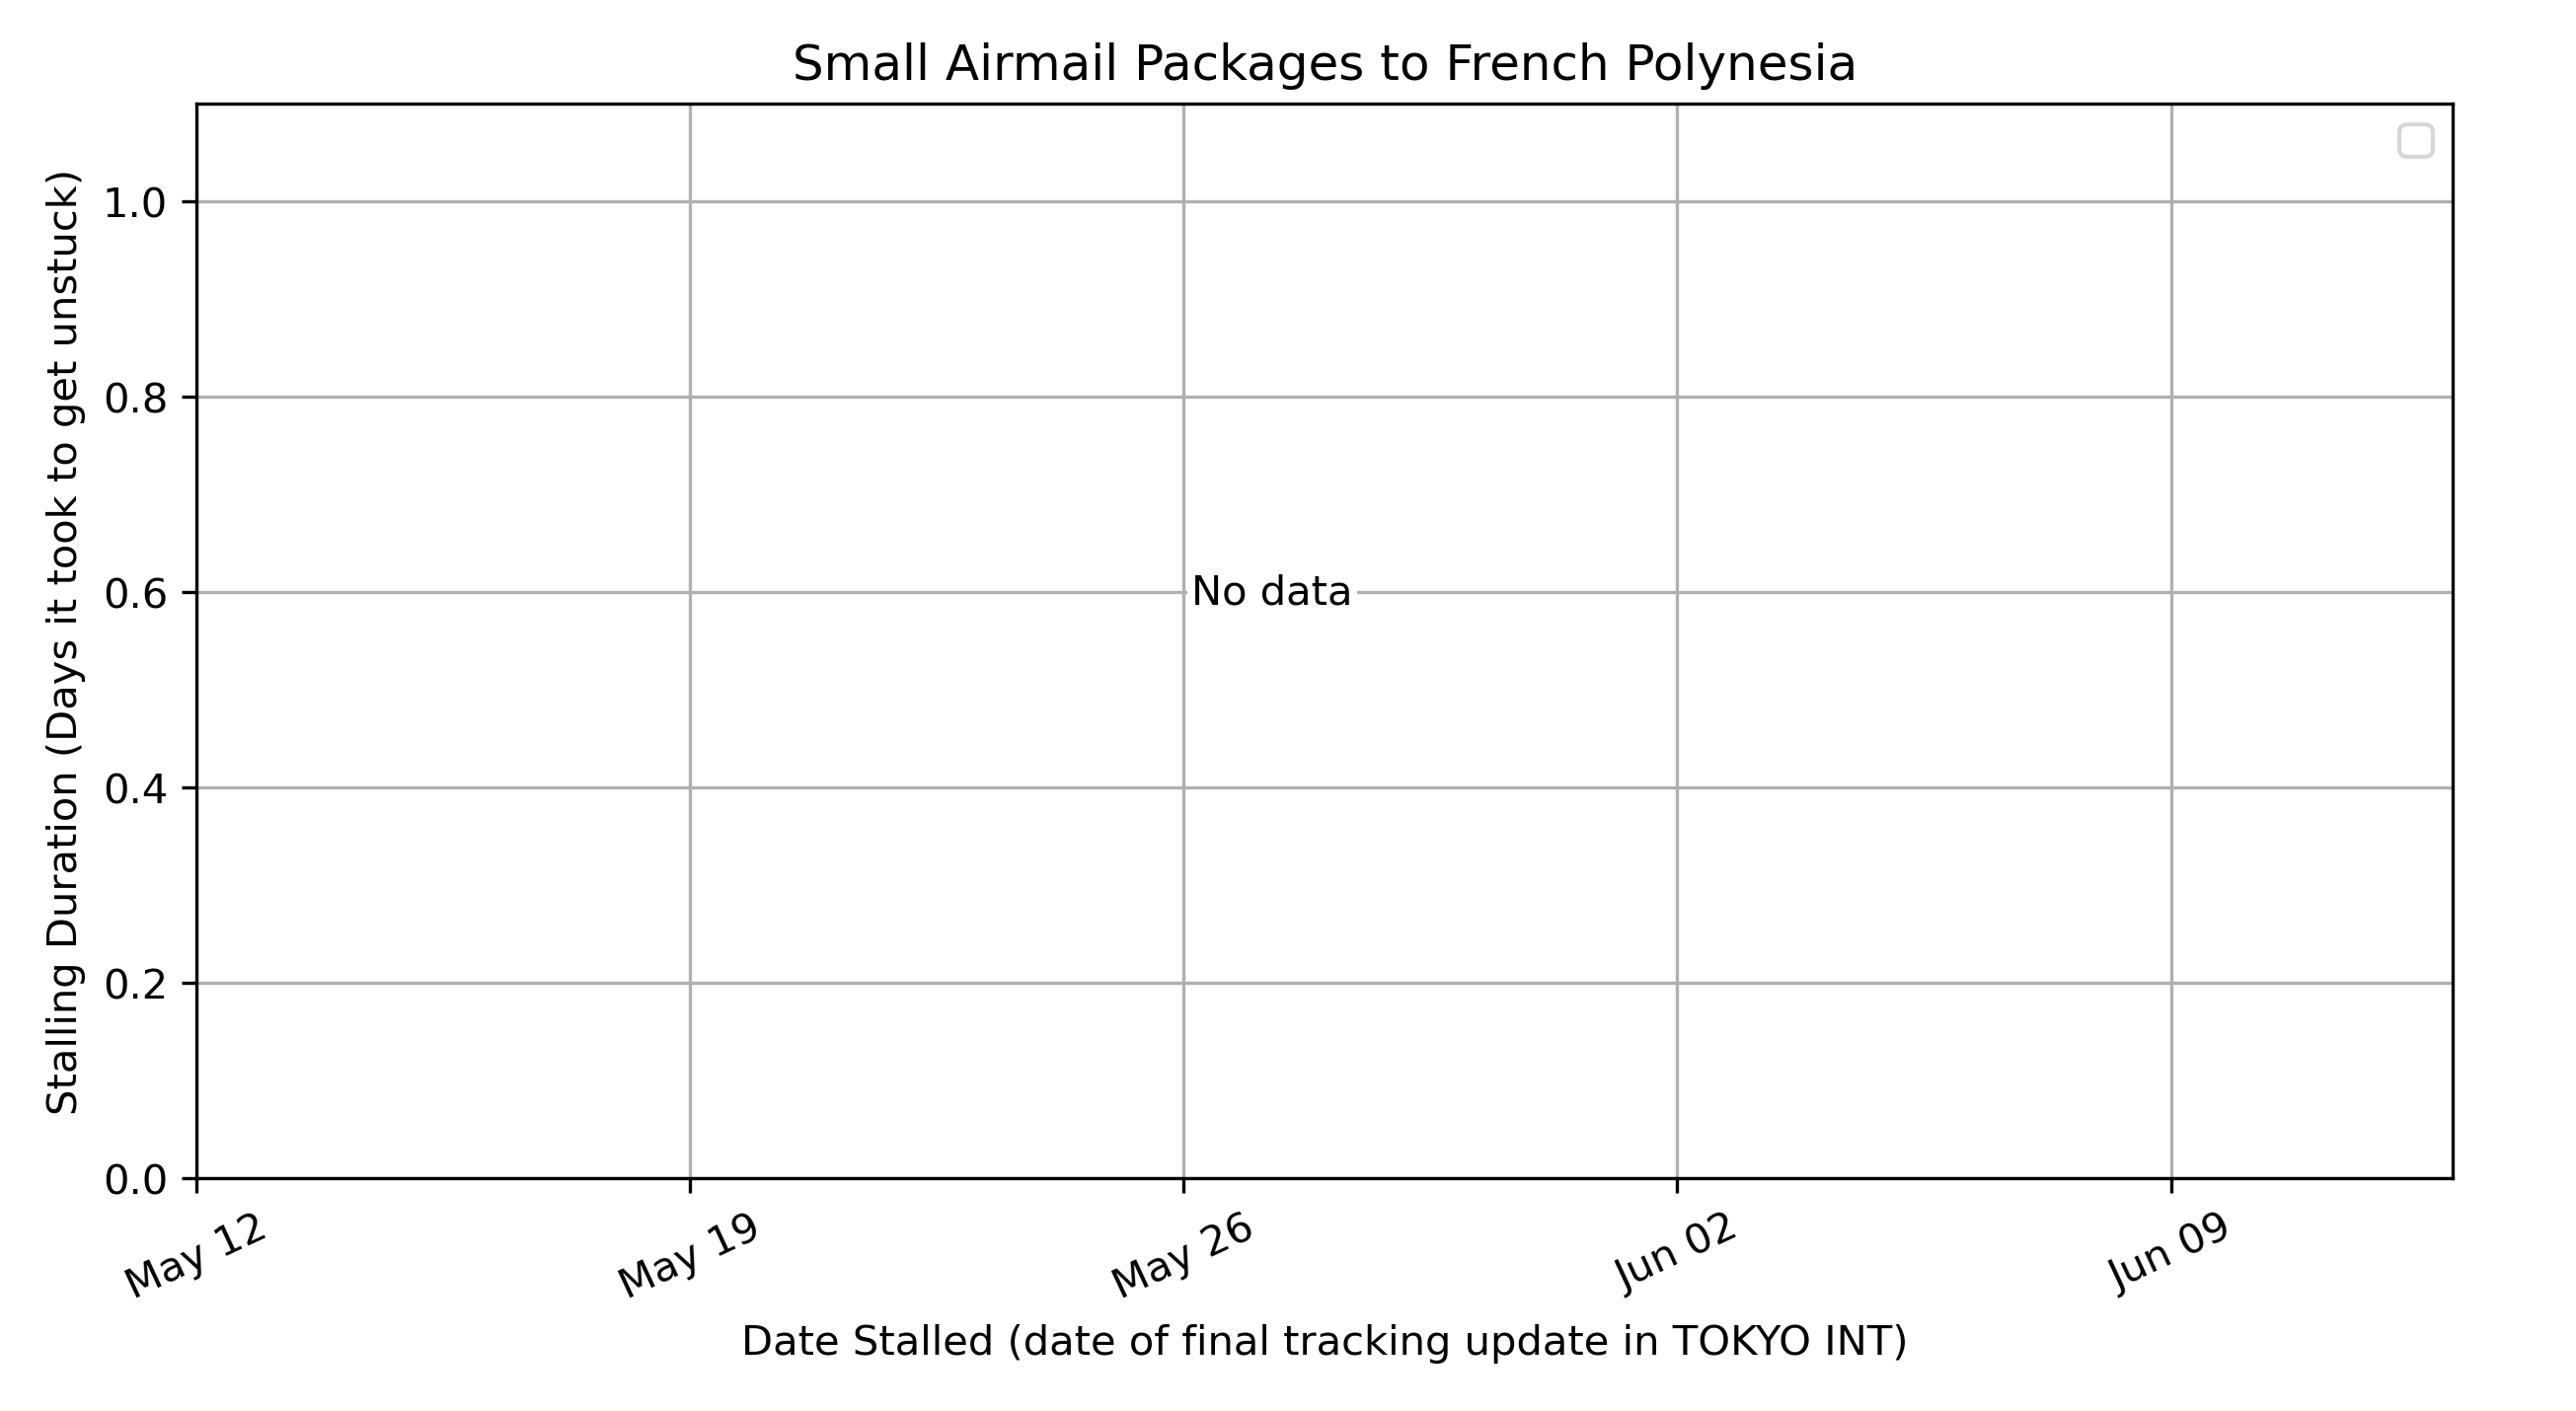 Small Airmail Packages to French Polynesia
Stalling Duration (Days it took to get unstuck)
1.0
0.8
0.6
0.4
0.2
0.0
No data
May 12
May 19
May 26
Jun 02
Jun 09
Date Stalled (date of final tracking update in TOKYO INT)